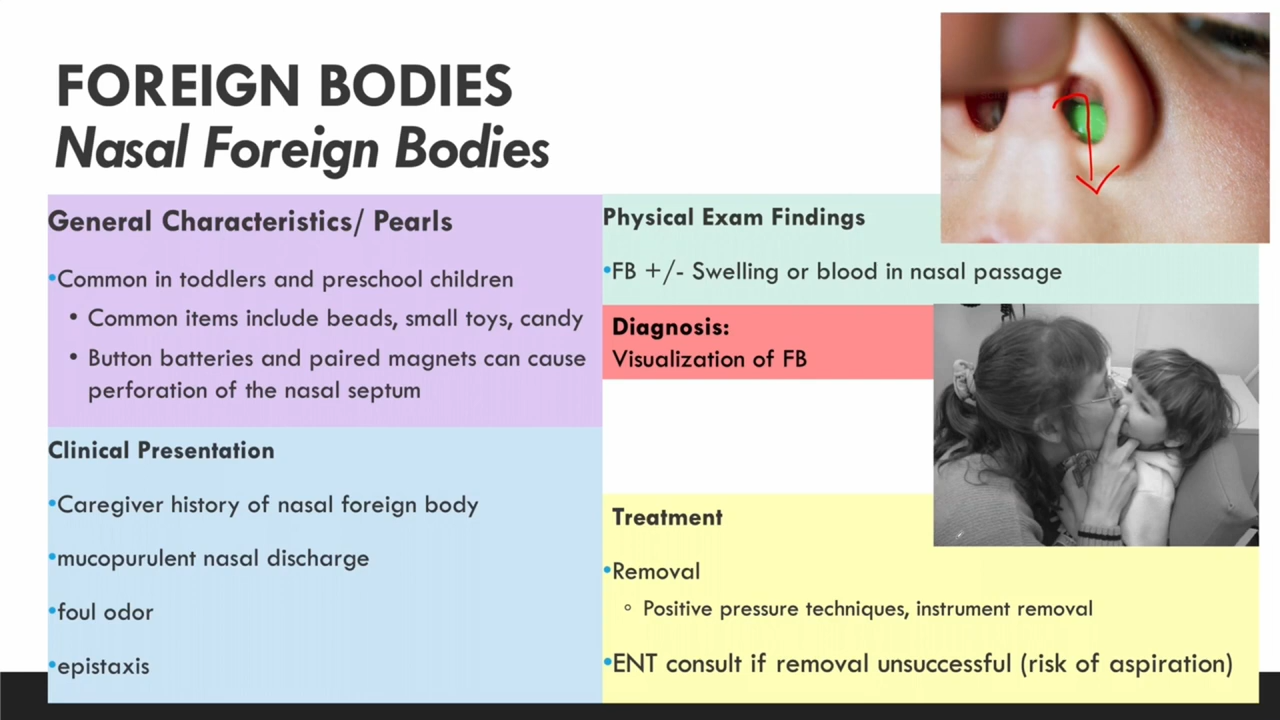 FOREIGN BODIES
Nasal Foreign Bodies
General Characteristics/ Pearls
•Common in toddlers and preschool children
• Common items include beads, small toys, candy
• Button batteries and paired magnets can cause
perforation of the nasal septum
Clinical Presentation
•Caregiver history of nasal foreign body
•mucopurulent nasal discharge
•foul odor
•epistaxis
Physical Exam Findings
•FB +/- Swelling or blood in nasal passage
Diagnosis:
Visualization of FB
Treatment
•Removal
◦ Positive pressure techniques, instrument removal
•ENT consult if removal unsuccessful (risk of aspiration)